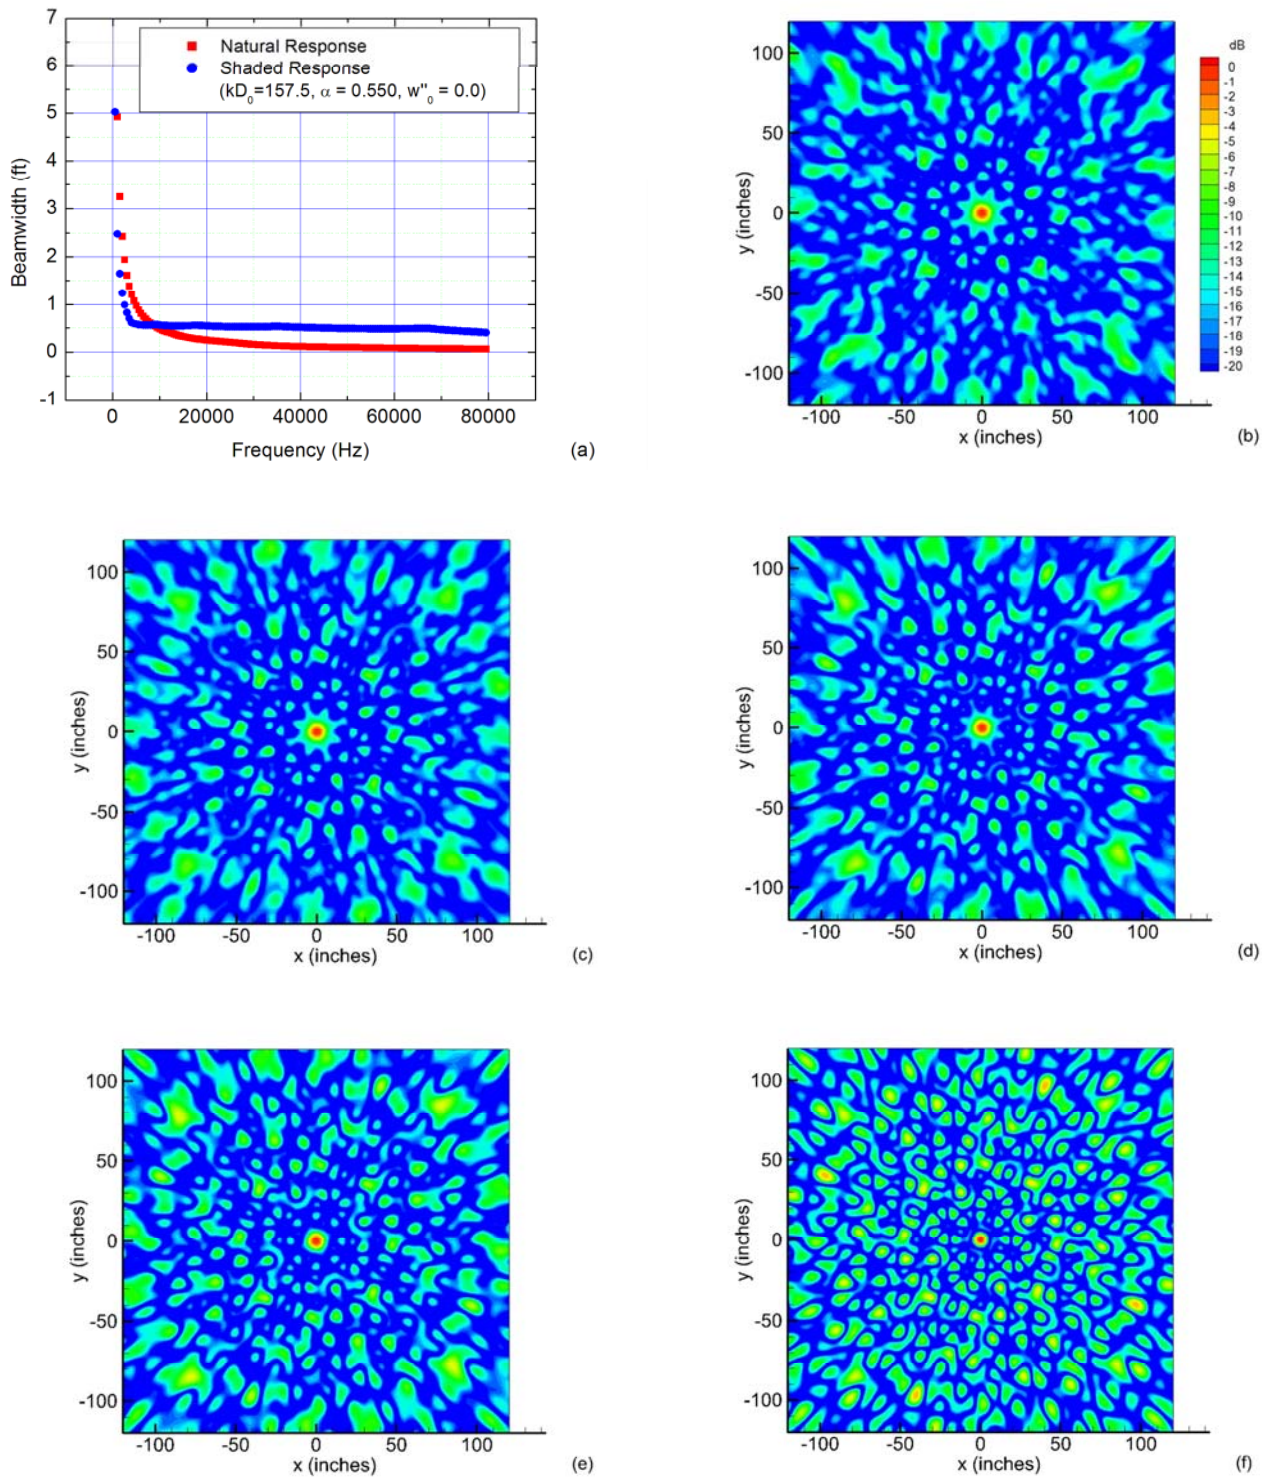 7
6
5
4
3
2
1
0
-1
Beamwidth (ft)
Natural Response
Shaded Response
(kD0=157.5, α = 0.550, w"0 = 0.0)
0 20000 40000 60000 80000
Frequency (Hz)
(a)
100
50
0
-50
-100
y (inches)
-100 -50 0 50 100
x (inches)
dB
0
-1
-2
-3
-4
-5
-6
-7
-8
-9
-10
-11
-12
-13
-14
-15
-16
-17
-18
-19
-20
(b)
100
50
0
-50
-100
y (inches)
-100 -50 0 50 100
x (inches)
(c)
100
50
0
-50
-100
y (inches)
-100 -50 0 50 100
x (inches)
(d)
100
50
0
-50
-100
y (inches)
-100 -50 0 50 100
x (inches)
(e)
100
50
0
-50
-100
y (inches)
-100 -50 0 50 100
x (inches)
(f)